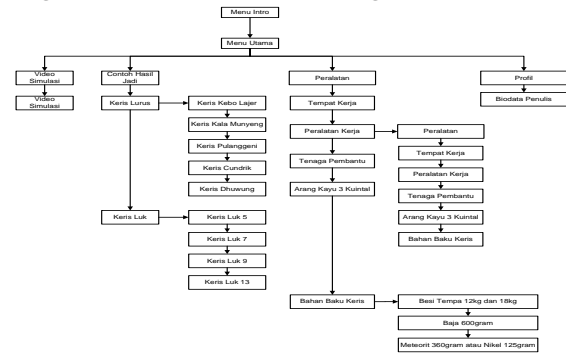 Menu Intro
Menu Utama
Video
Simulasi
Contoh Hasil
Jadi
Peralatan
Profil
Video
Simulasi
Keris Lurus
Keris Kebo Lajer
Tempat Kerja
Biodata Penulis
Keris Kala Munyeng
Peralatan Kerja
Peralatan
Keris Pulanggeni
Tempat Kerja
Keris Cundrik
Tenaga Pembantu
Peralatan Kerja
Keris Dhuwung
Arang Kayu 3 Kuintal
Tenaga Pembantu
Keris Luk
Keris Luk 5
Arang Kayu 3 Kuintal
Keris Luk 7
Bahan Baku Keris
Keris Luk 9
Keris Luk 13
Bahan Baku Keris
Besi Tempa 12kg dan 18kg
Baja 600gram
Meteorit 360gram atau Nikel 125gram